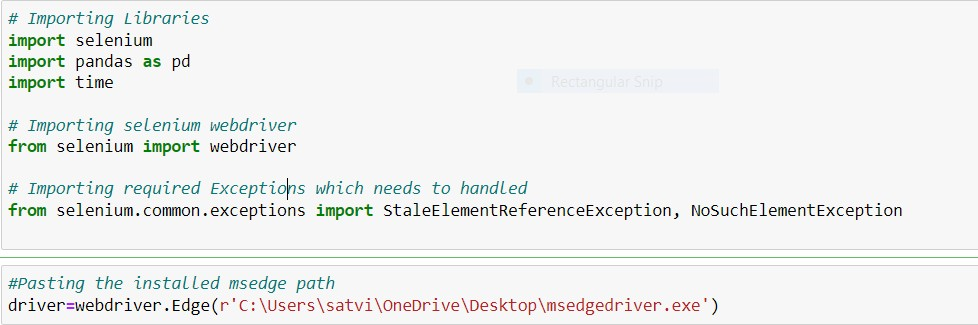 # Importing Libraries
import selenium
import pandas as pd
import time
Rectangular Snip
# Importing selenium webdriver
from selenium import webdriver
# Importing required Exceptions which needs to handled
from selenium.common.exceptions import StaleElementReferenceException, NoSuchElementException
#Pasting the installed msedge path
driver=webdriver.Edge(r'C:\Users\satvi\OneDrive\Desktop\msedgedriver.exe')